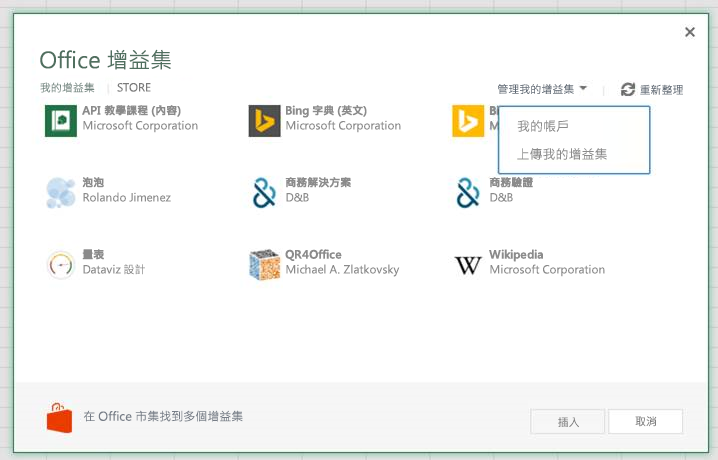 Office 增益集
我的增益集 | STORE
管理我的增益集 | 重新整理
我的帳戶
上傳我的增益集
API 教學課程 (內容)
Microsoft Corporation
Bing 字典 (英文)
Microsoft Corporation
泡泡
Rolando Jimenez
商務解決方案
D&B
商務驗證
D&B
量表
Dataviz 設計
QR4Office
Michael A. Zlatkovsky
Wikipedia
Microsoft Corporation
在 Office 市集找到多個增益集
插入
取消